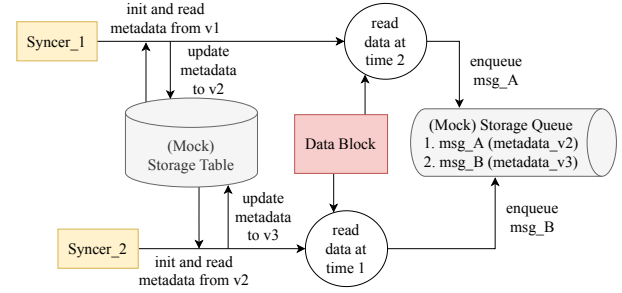 init and read
metadata from v1
Syncer_1
update
metadata
to v2
read
data at
time 2
enqueue
msg_A
(Mock)
Storage Table
Data Block
(Mock) Storage Queue
1. msg_A (metadata_v2)
2. msg_B (metadata_v3)
update
metadata
to v3
Syncer_2
init and read
metadata from v2
read
data at
time 1
enqueue
msg_B